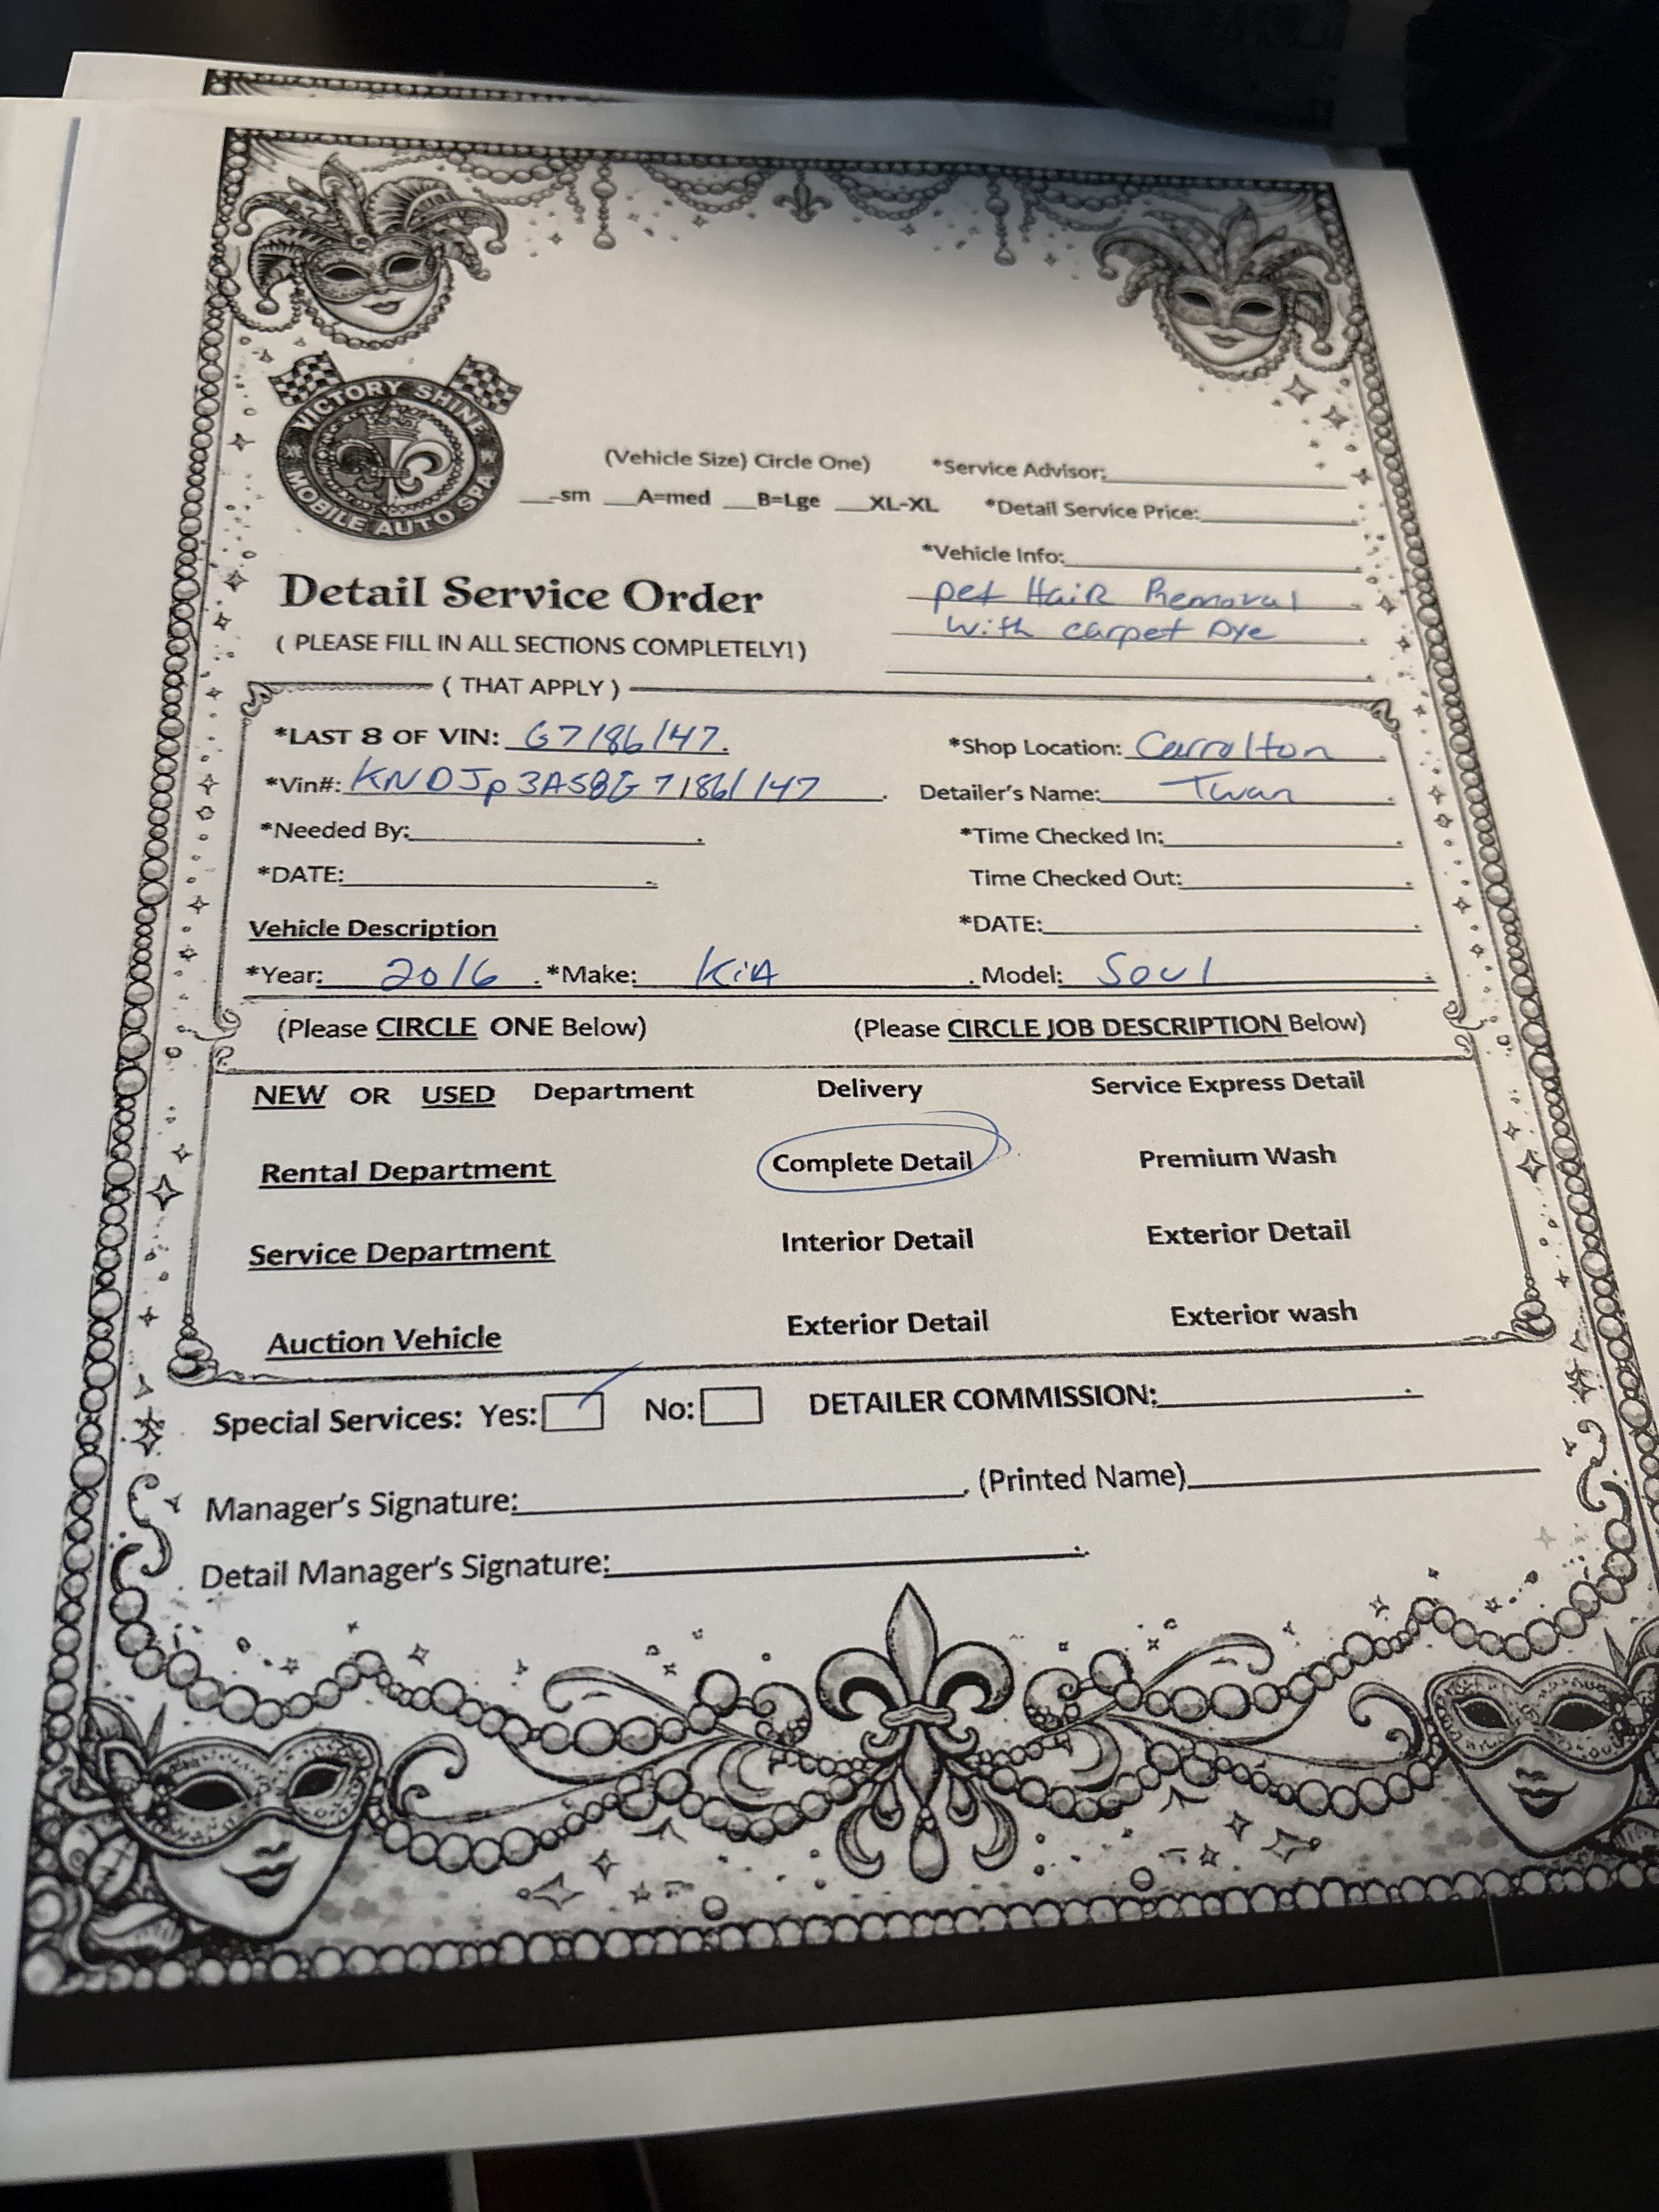 VICTORY SHINE
MOBILE AUTO SPA
(Vehicle Size) Circle One) *Service Advisor:
___-sm ___A=med ___B=Lge ___XL-XL *Detail Service Price:
*Vehicle Info:
Detail Service Order
pet HaiR Removal
with carpet Dye
( PLEASE FILL IN ALL SECTIONS COMPLETELY!)
( THAT APPLY )
*LAST 8 OF VIN: G7186147. *Shop Location: Carrolton
*Vin#: KNDJp3A58G7186147. Detailer's Name: Twan
*Needed By: *Time Checked In:
*DATE: Time Checked Out:
Vehicle Description *DATE:
*Year: 2016. *Make: KiA. Model: Soul
(Please CIRCLE ONE Below) (Please CIRCLE JOB DESCRIPTION Below)
NEW OR USED Department Delivery Service Express Detail
Rental Department Complete Detail Premium Wash
Service Department Interior Detail Exterior Detail
Auction Vehicle Exterior Detail Exterior wash
Special Services: Yes: No: DETAILER COMMISSION:
Manager's Signature: (Printed Name)
Detail Manager's Signature: